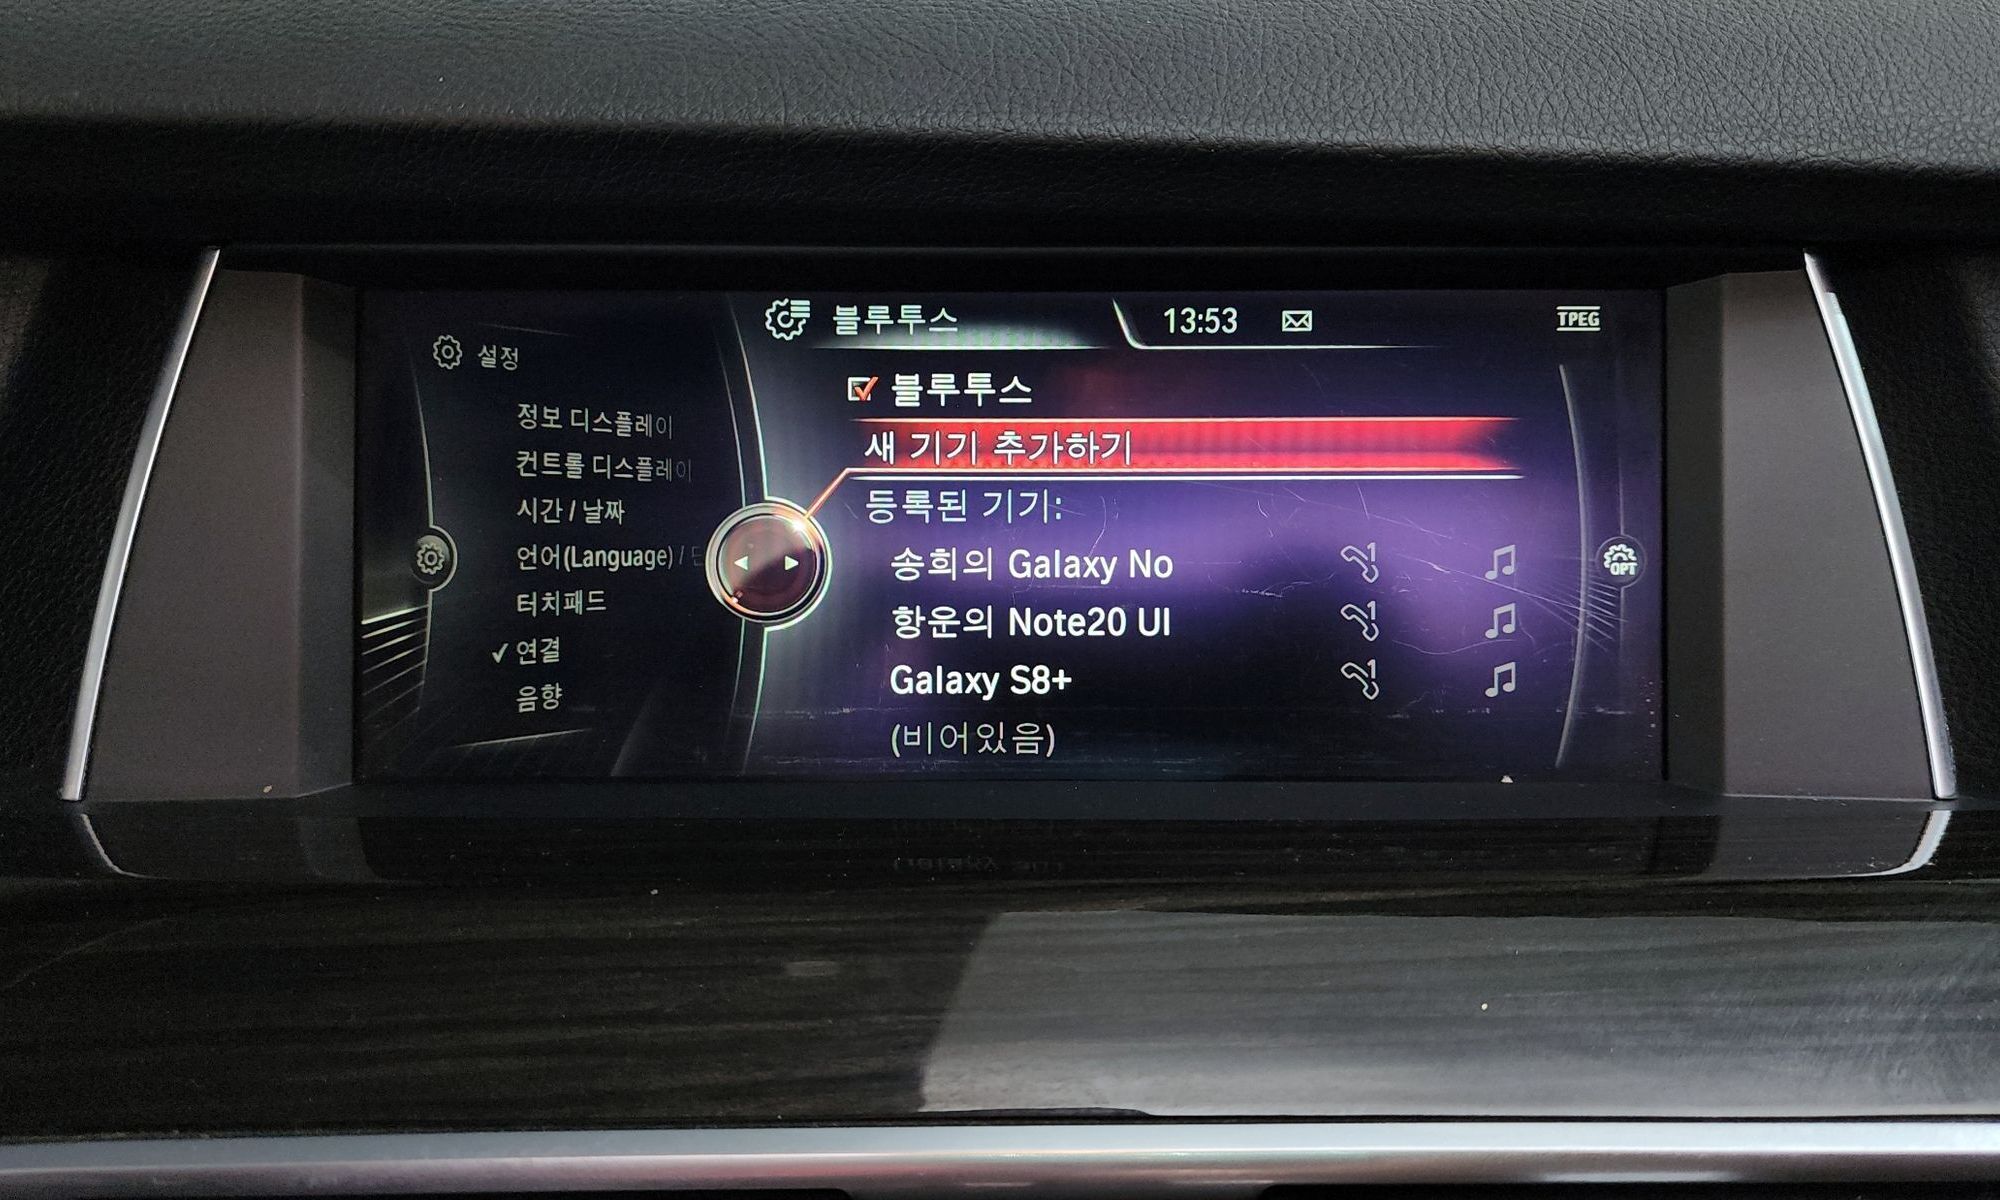 설정
정보 디스플레이
컨트롤 디스플레이
시간 / 날짜
언어(Language) /
터치패드
✓ 연결
음향
블루투스 13:53 TPEG
블루투스
새 기기 추가하기
등록된 기기:
송희의 Galaxy No
항운의 Note20 Ul
Galaxy S8+
(비어있음)
OPT